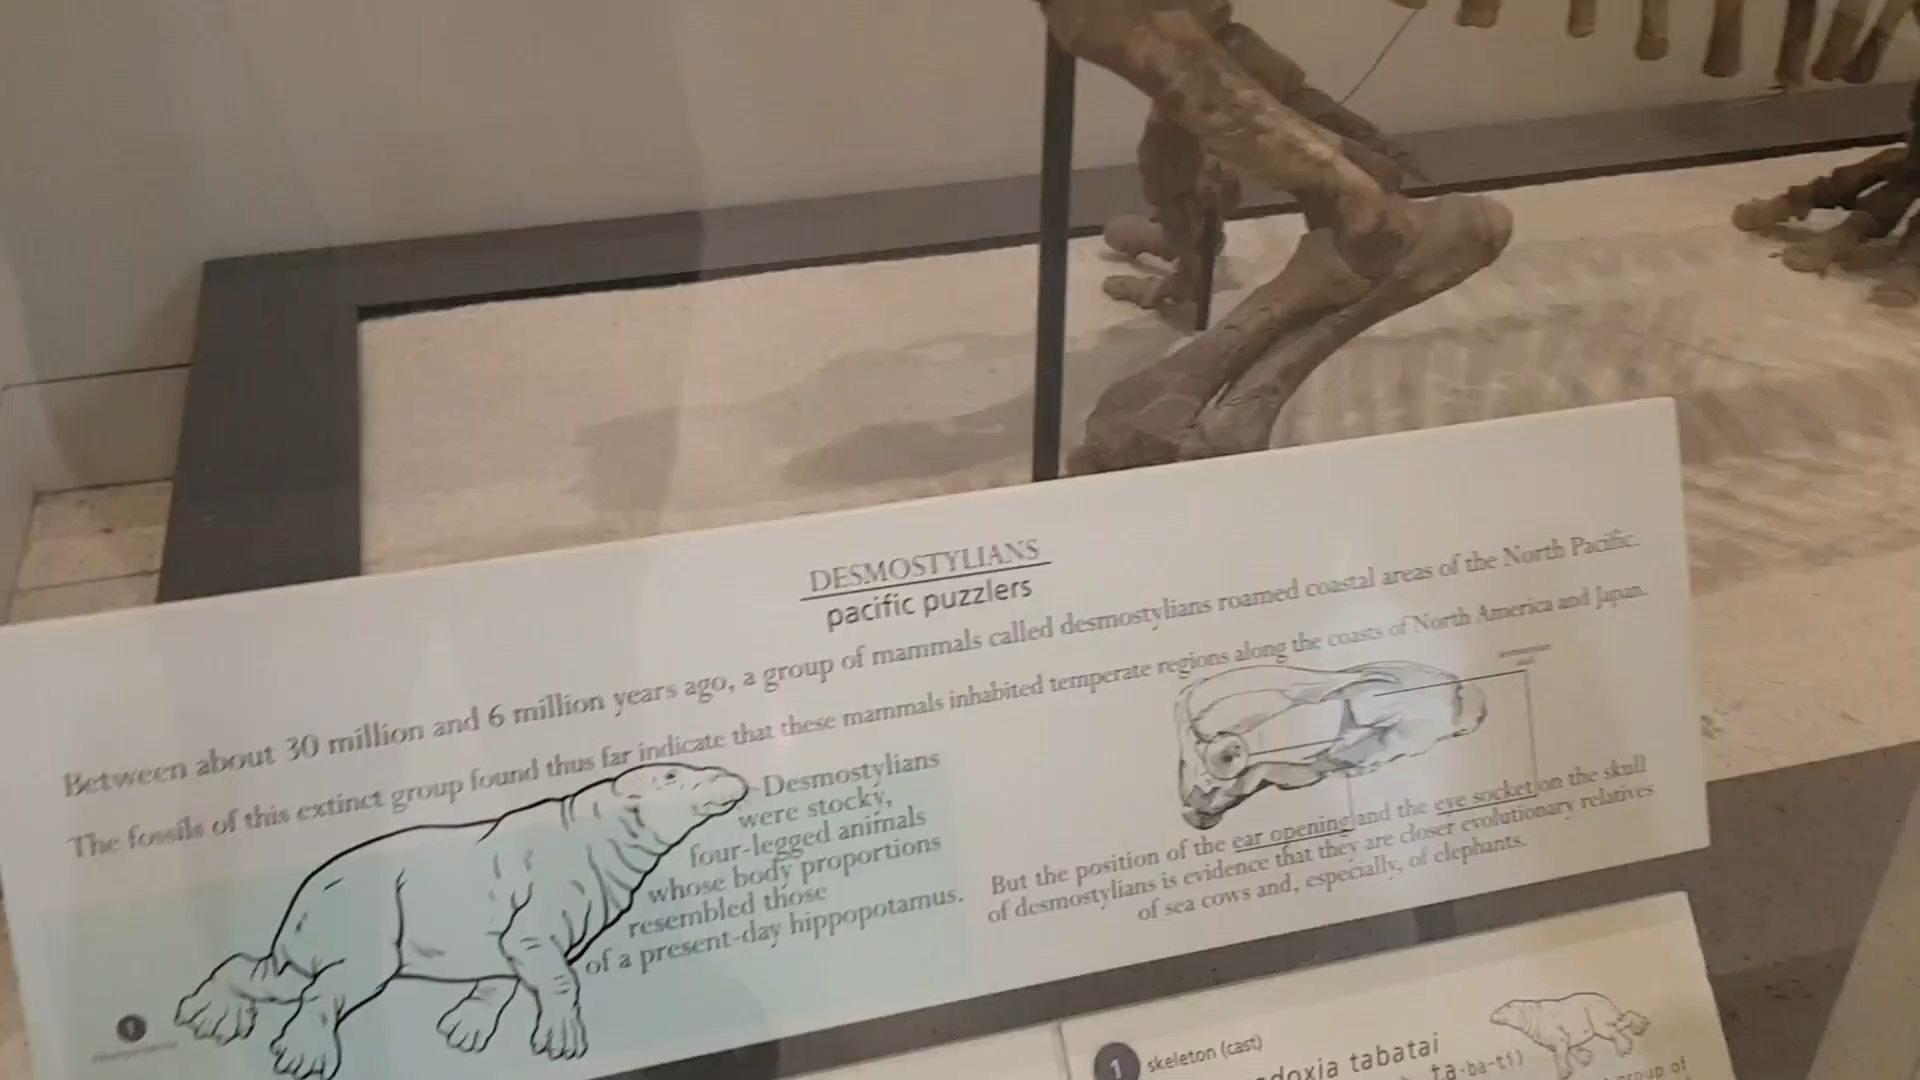 DESMOSTYLIANS
pacific puzzlers
Between about 30 million and 6 million years ago, a group of mammals called desmostylians roamed coastal areas of the North Pacific.
The fossils of this extinct group found thus far indicate that these mammals inhabited temperate regions along the coasts of North America and Japan.
Desmostylians
were stocky,
four-legged animals
whose body proportions
resembled those
of a present-day hippopotamus.
But the position of the ear opening and the eye socket on the skull
of desmostylians is evidence that they are closer evolutionary relatives
of sea cows and, especially, of elephants.
1
1 skeleton (cast)
doxia tabatai
ta-ba-ti)
group of